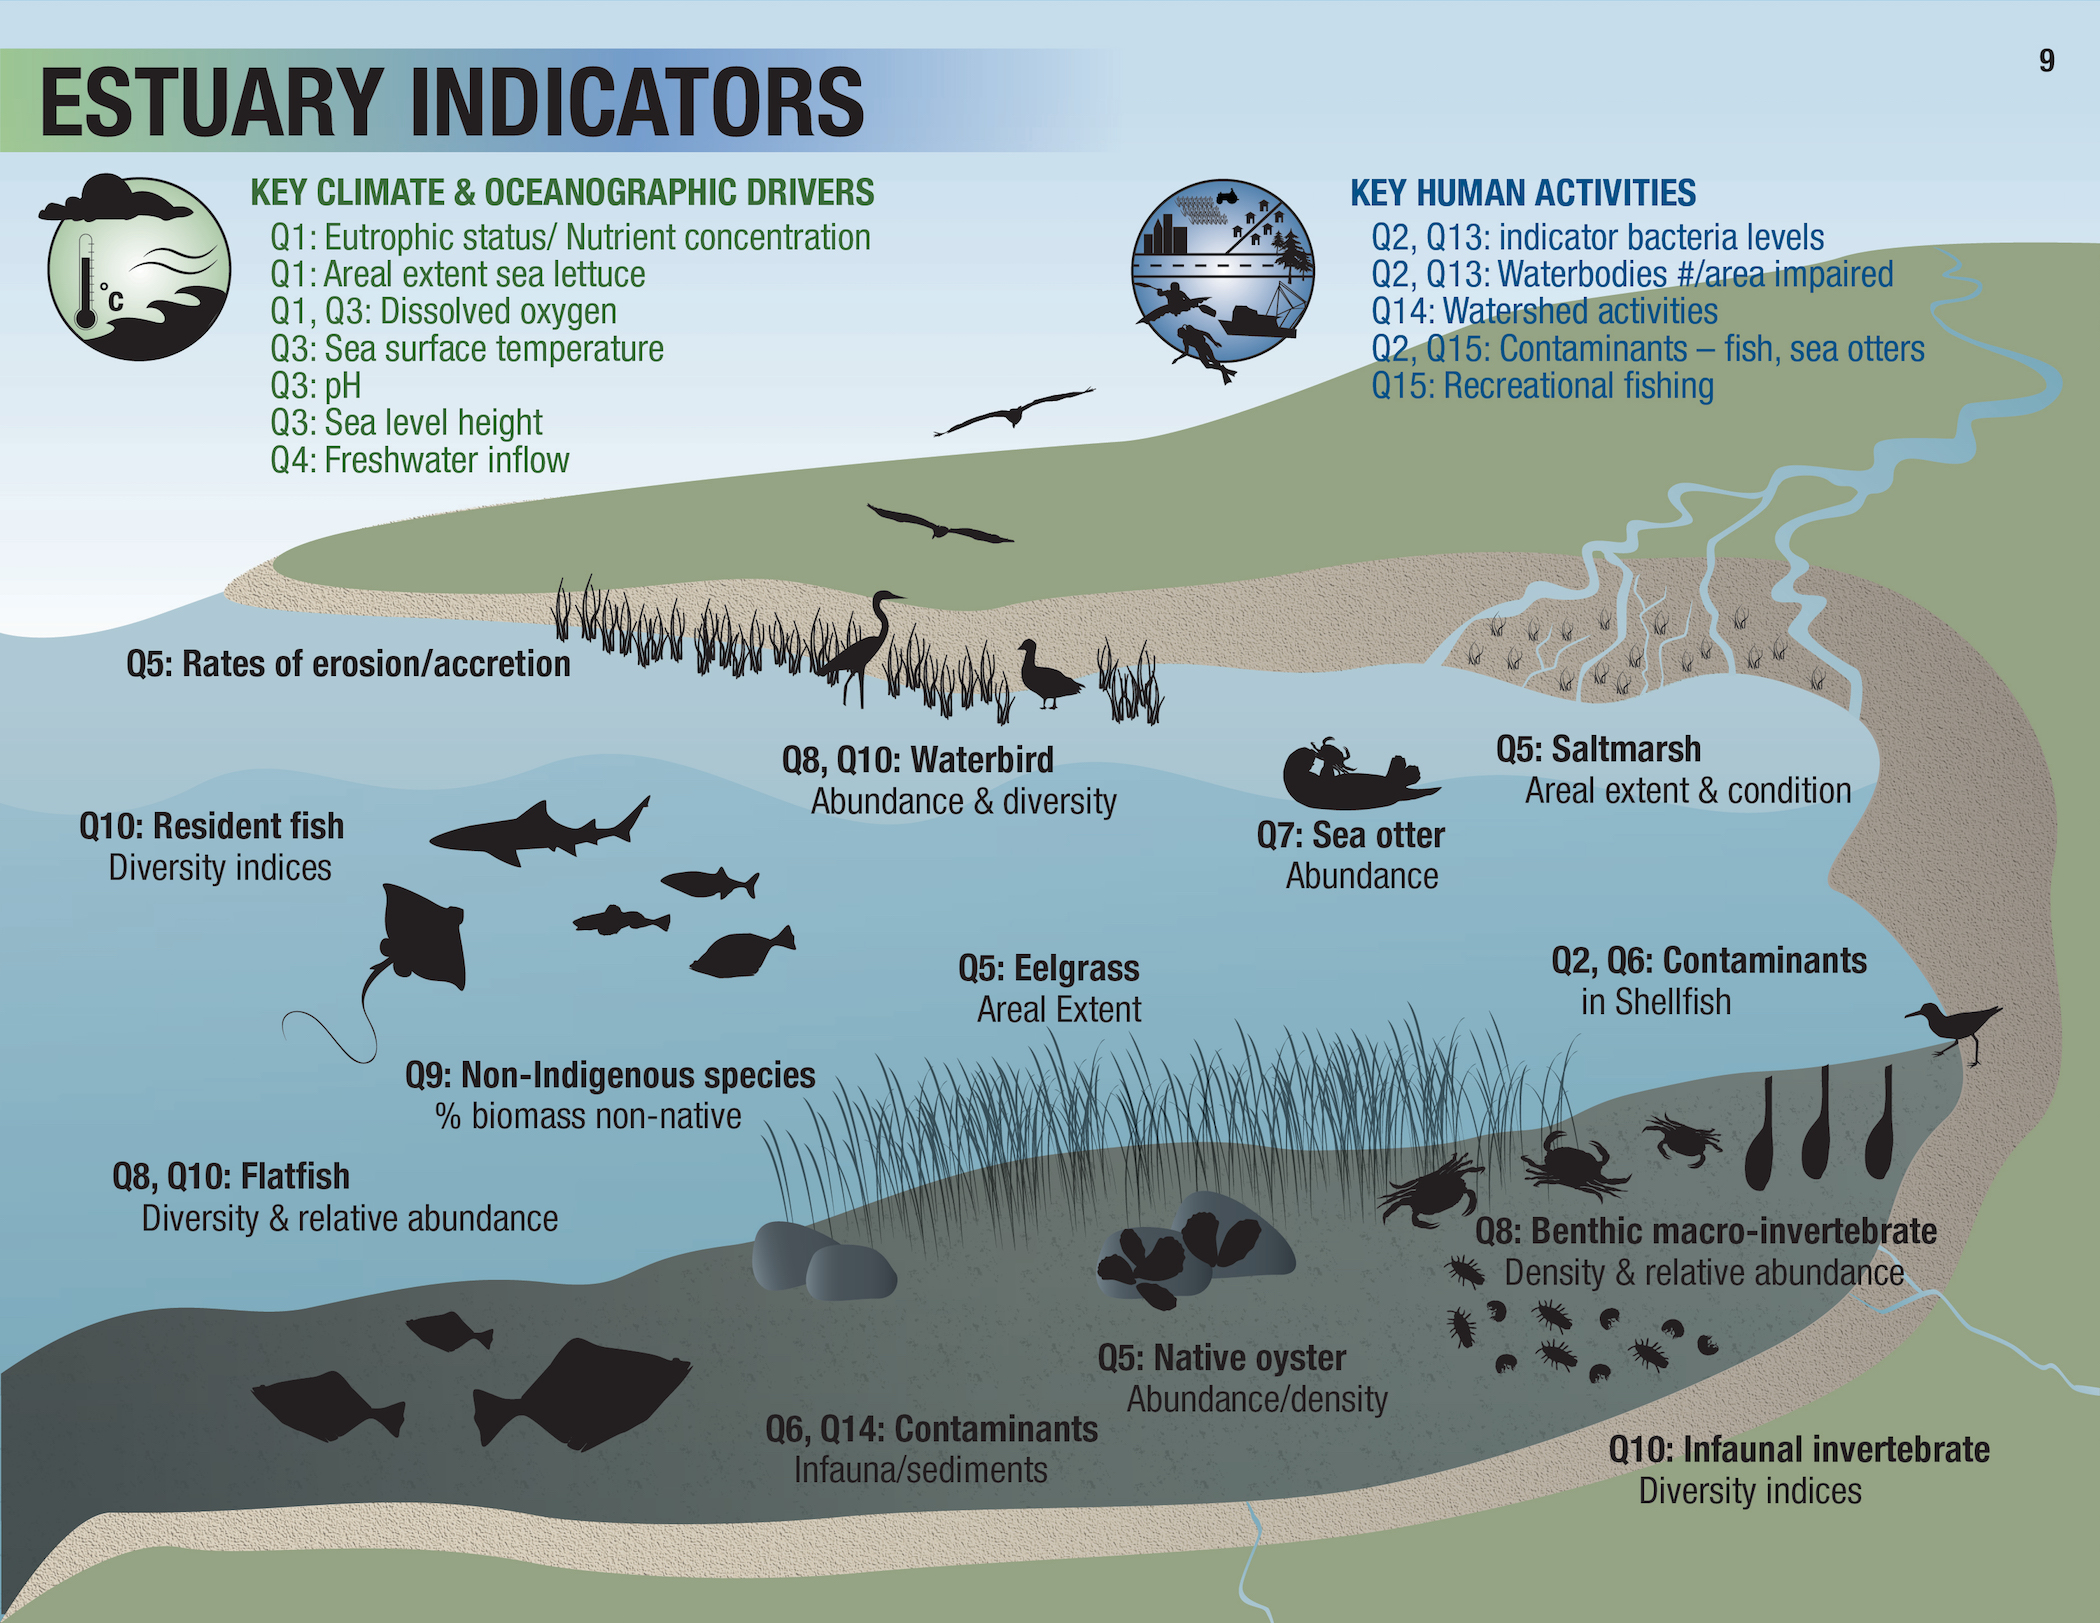 9
ESTUARY INDICATORS
KEY CLIMATE & OCEANOGRAPHIC DRIVERS
Q1: Eutrophic status/ Nutrient concentration
Q1: Areal extent sea lettuce
Q1, Q3: Dissolved oxygen
Q3: Sea surface temperature
Q3: pH
Q3: Sea level height
Q4: Freshwater inflow
°C
KEY HUMAN ACTIVITIES
Q2, Q13: indicator bacteria levels
Q2, Q13: Waterbodies #/area impaired
Q14: Watershed activities
Q2, Q15: Contaminants – fish, sea otters
Q15: Recreational fishing
Q5: Rates of erosion/accretion
Q8, Q10: Waterbird
Abundance & diversity
Q5: Saltmarsh
Areal extent & condition
Q10: Resident fish
Diversity indices
Q7: Sea otter
Abundance
Q5: Eelgrass
Areal Extent
Q2, Q6: Contaminants
in Shellfish
Q9: Non-Indigenous species
% biomass non-native
Q8, Q10: Flatfish
Diversity & relative abundance
Q8: Benthic macro-invertebrate
Density & relative abundance
Q5: Native oyster
Abundance/density
Q6, Q14: Contaminants
Infauna/sediments
Q10: Infaunal invertebrate
Diversity indices